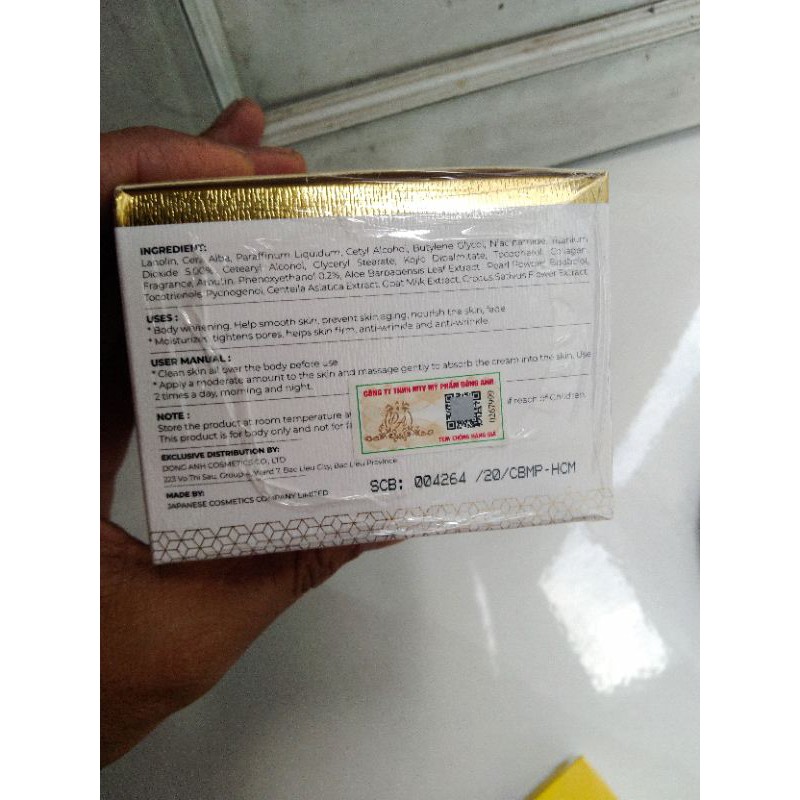 INGREDIENT:
Lanolin, Cera Alba, Paraffinum Liquidum, Cetyl Alcohol, Butylene Glycol, Niacinamide, Titanium
Dioxide 5.00%, Cetearyl Alcohol, Glyceryl Stearate, Kojic Dipalmitate, Tocopherol, Collagen
Fragrance, Arbutin, Phenoxyethanol 0.2%, Aloe Barbadensis Leaf Extract, Pearl Powder, Bisabolol,
Tocotrienols, Pycnogenol, Centella Asiatica Extract, Goat Milk Extract, Crocus Sativus Flower Extract,
USES :
* Body whitening, Help smooth skin, prevent skin aging, nourish the skin, fade
* Moisturizing, tightens pores, helps skin firm, anti-wrinkle and anti-wrinkle.
USER MANUAL :
* Clean skin all over the body before use
* Apply a moderate amount to the skin and massage gently to absorb the cream into the skin. Use
2 times a day, morning and night.
NOTE :
Store the product at room temperature of reach of Children.
This product is for body only and not for
CÔNG TY TNHH MTV MỸ PHẨM ĐÔNG ANH
0267999
TEM CHỐNG HÀNG GIẢ
EXCLUSIVE DISTRIBUTION BY:
DONG ANH COSMETICS CO., LTD
223 Vo Thi Sau, Group 6, Ward 7, Bac Lieu City, Bac Lieu Province
MADE BY:
JAPANESE COSMETICS COMPANY LIMITED
SCB: 004264 /20/CBMP-HCM